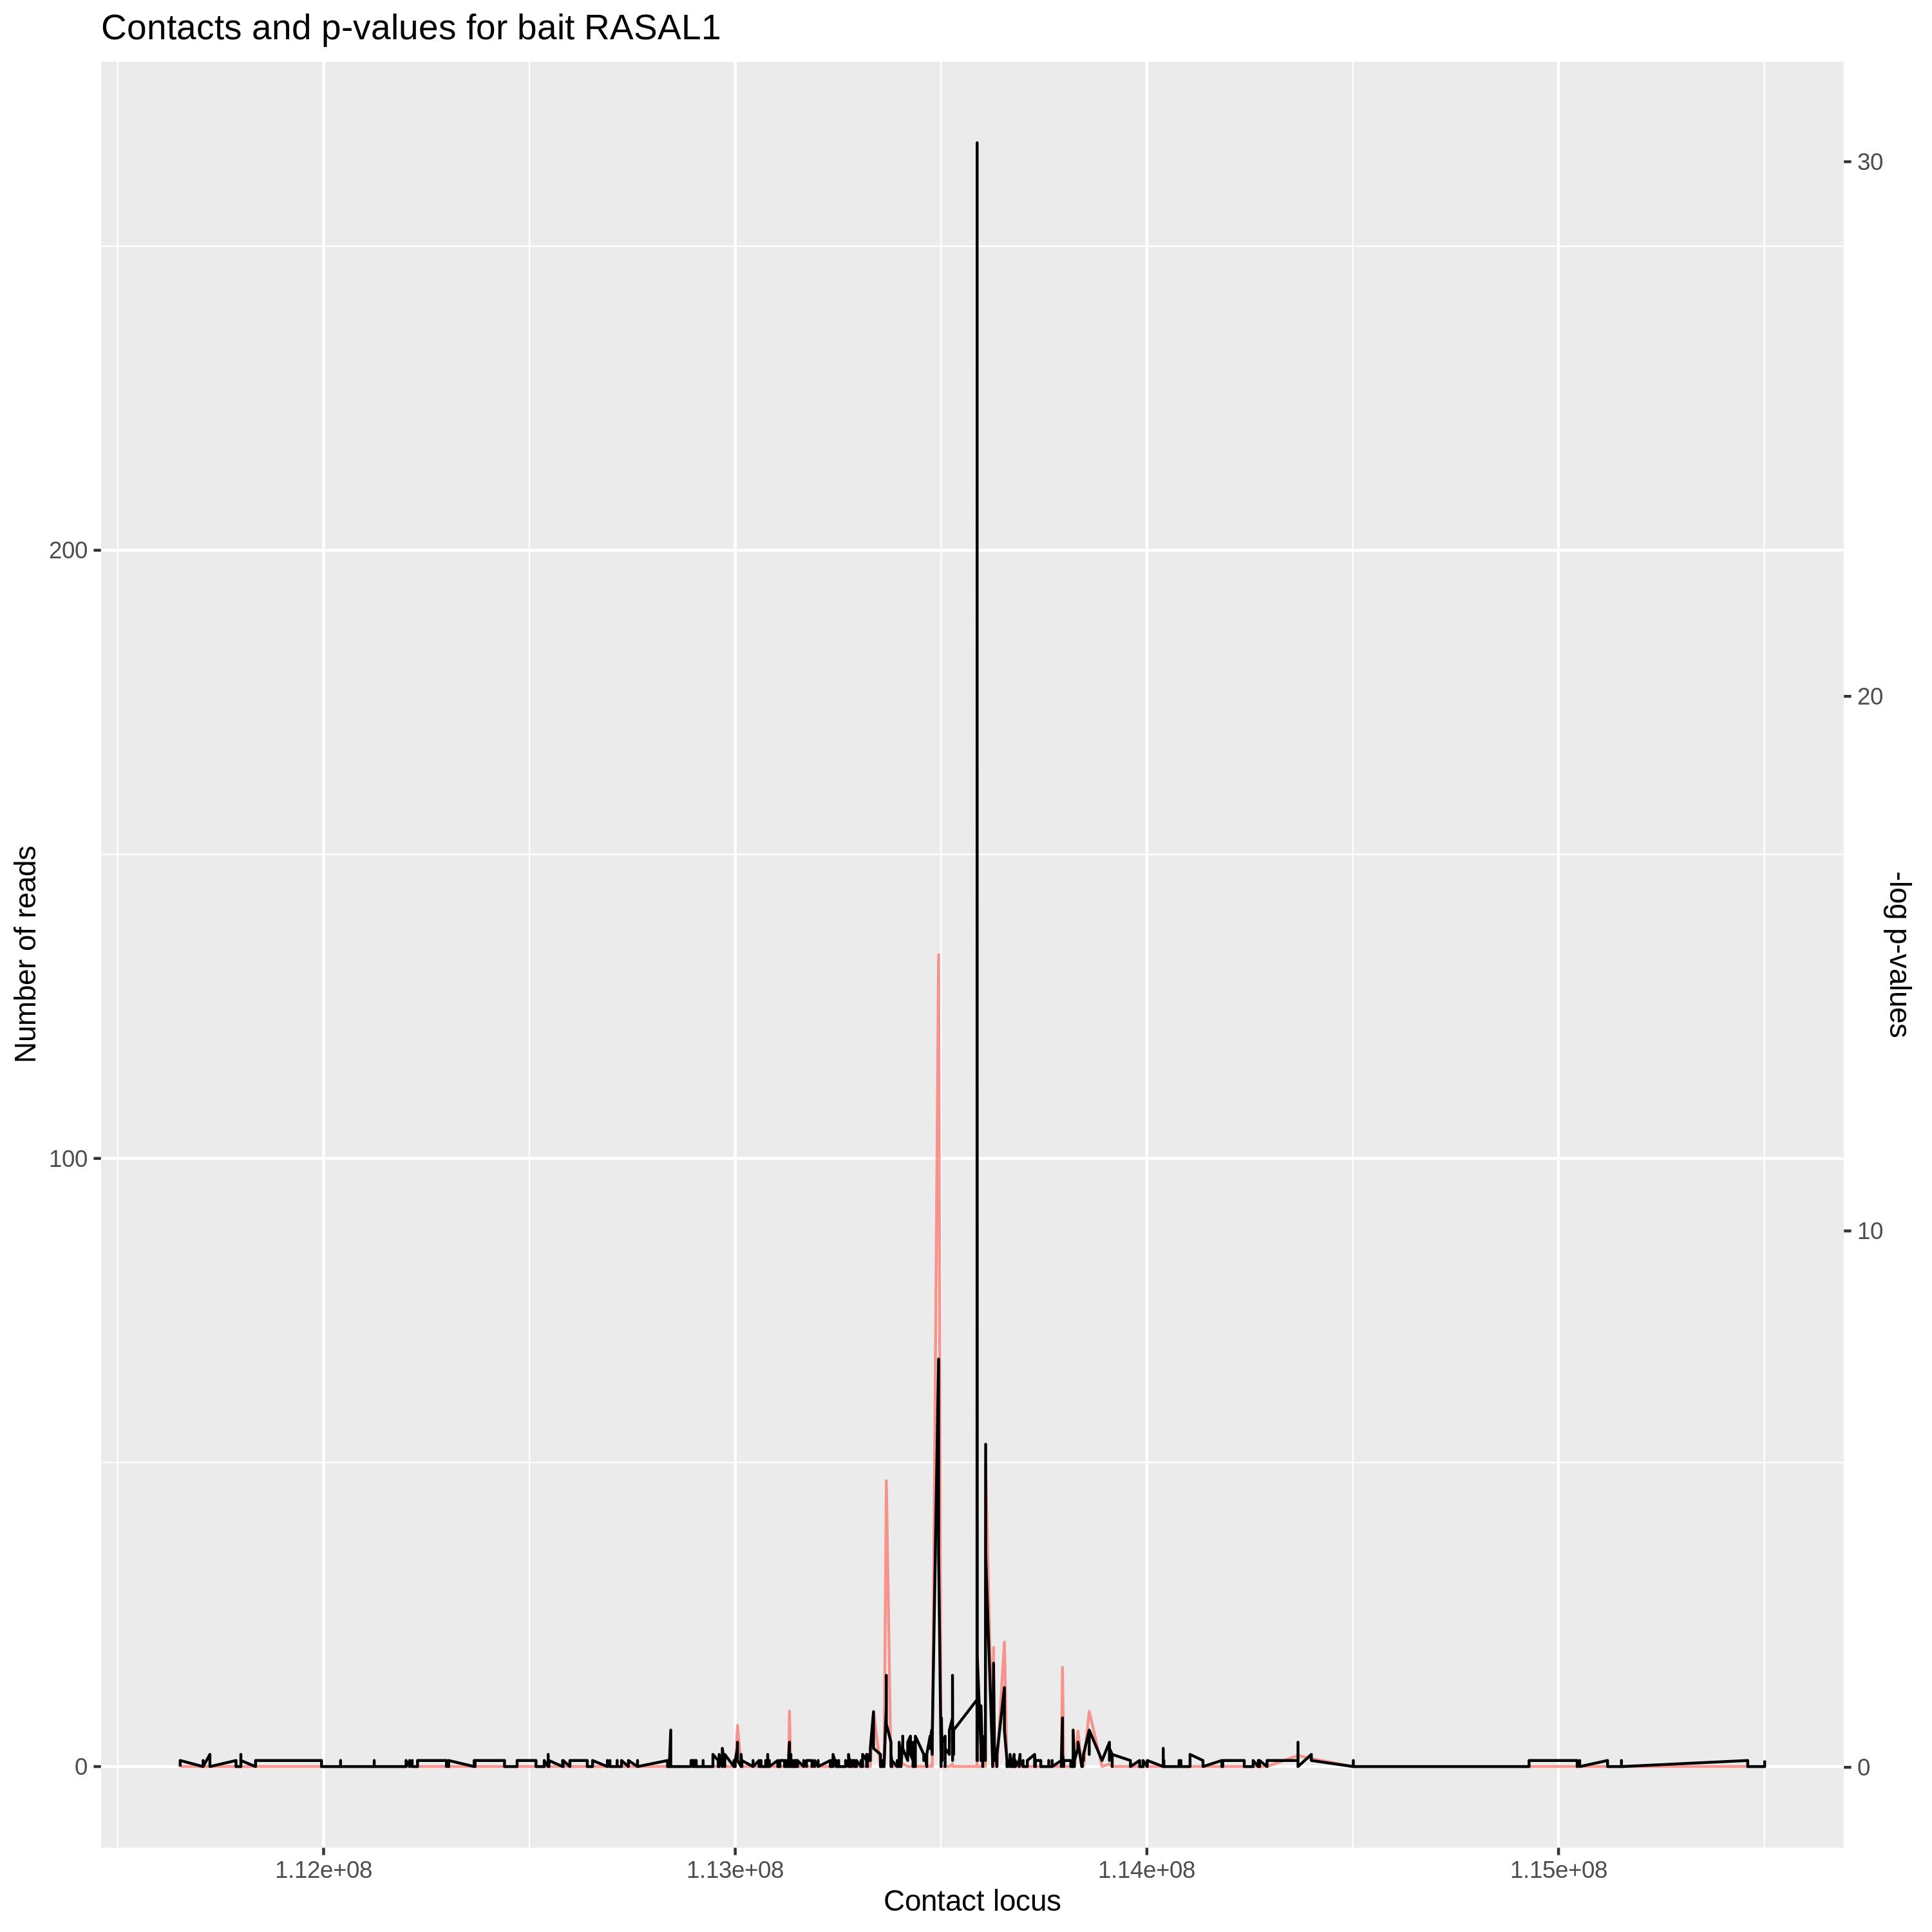 Contacts and p-values for bait RASAL1
30
200
20
Number of reads
-log p-values
100
10
0
0
1.12e+08
1.13e+08
1.14e+08
1.15e+08
Contact locus